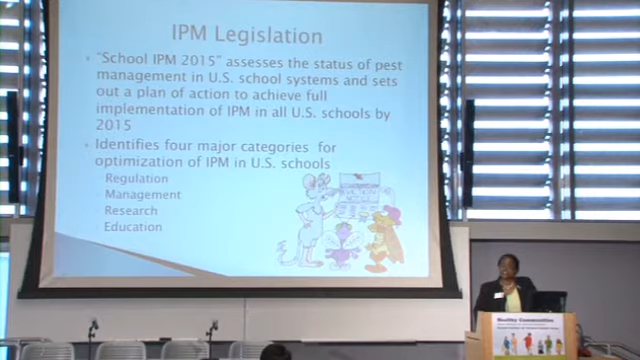 IPM Legislation
"School IPM 2015" assesses the status of pest
management in U.S. school systems and sets
out a plan of action to achieve full
implementation of IPM in all U.S. schools by
2015
Identifies four major categories for
optimization of IPM in U.S. schools
Regulation
Management
Research
Education
Healthy Communities